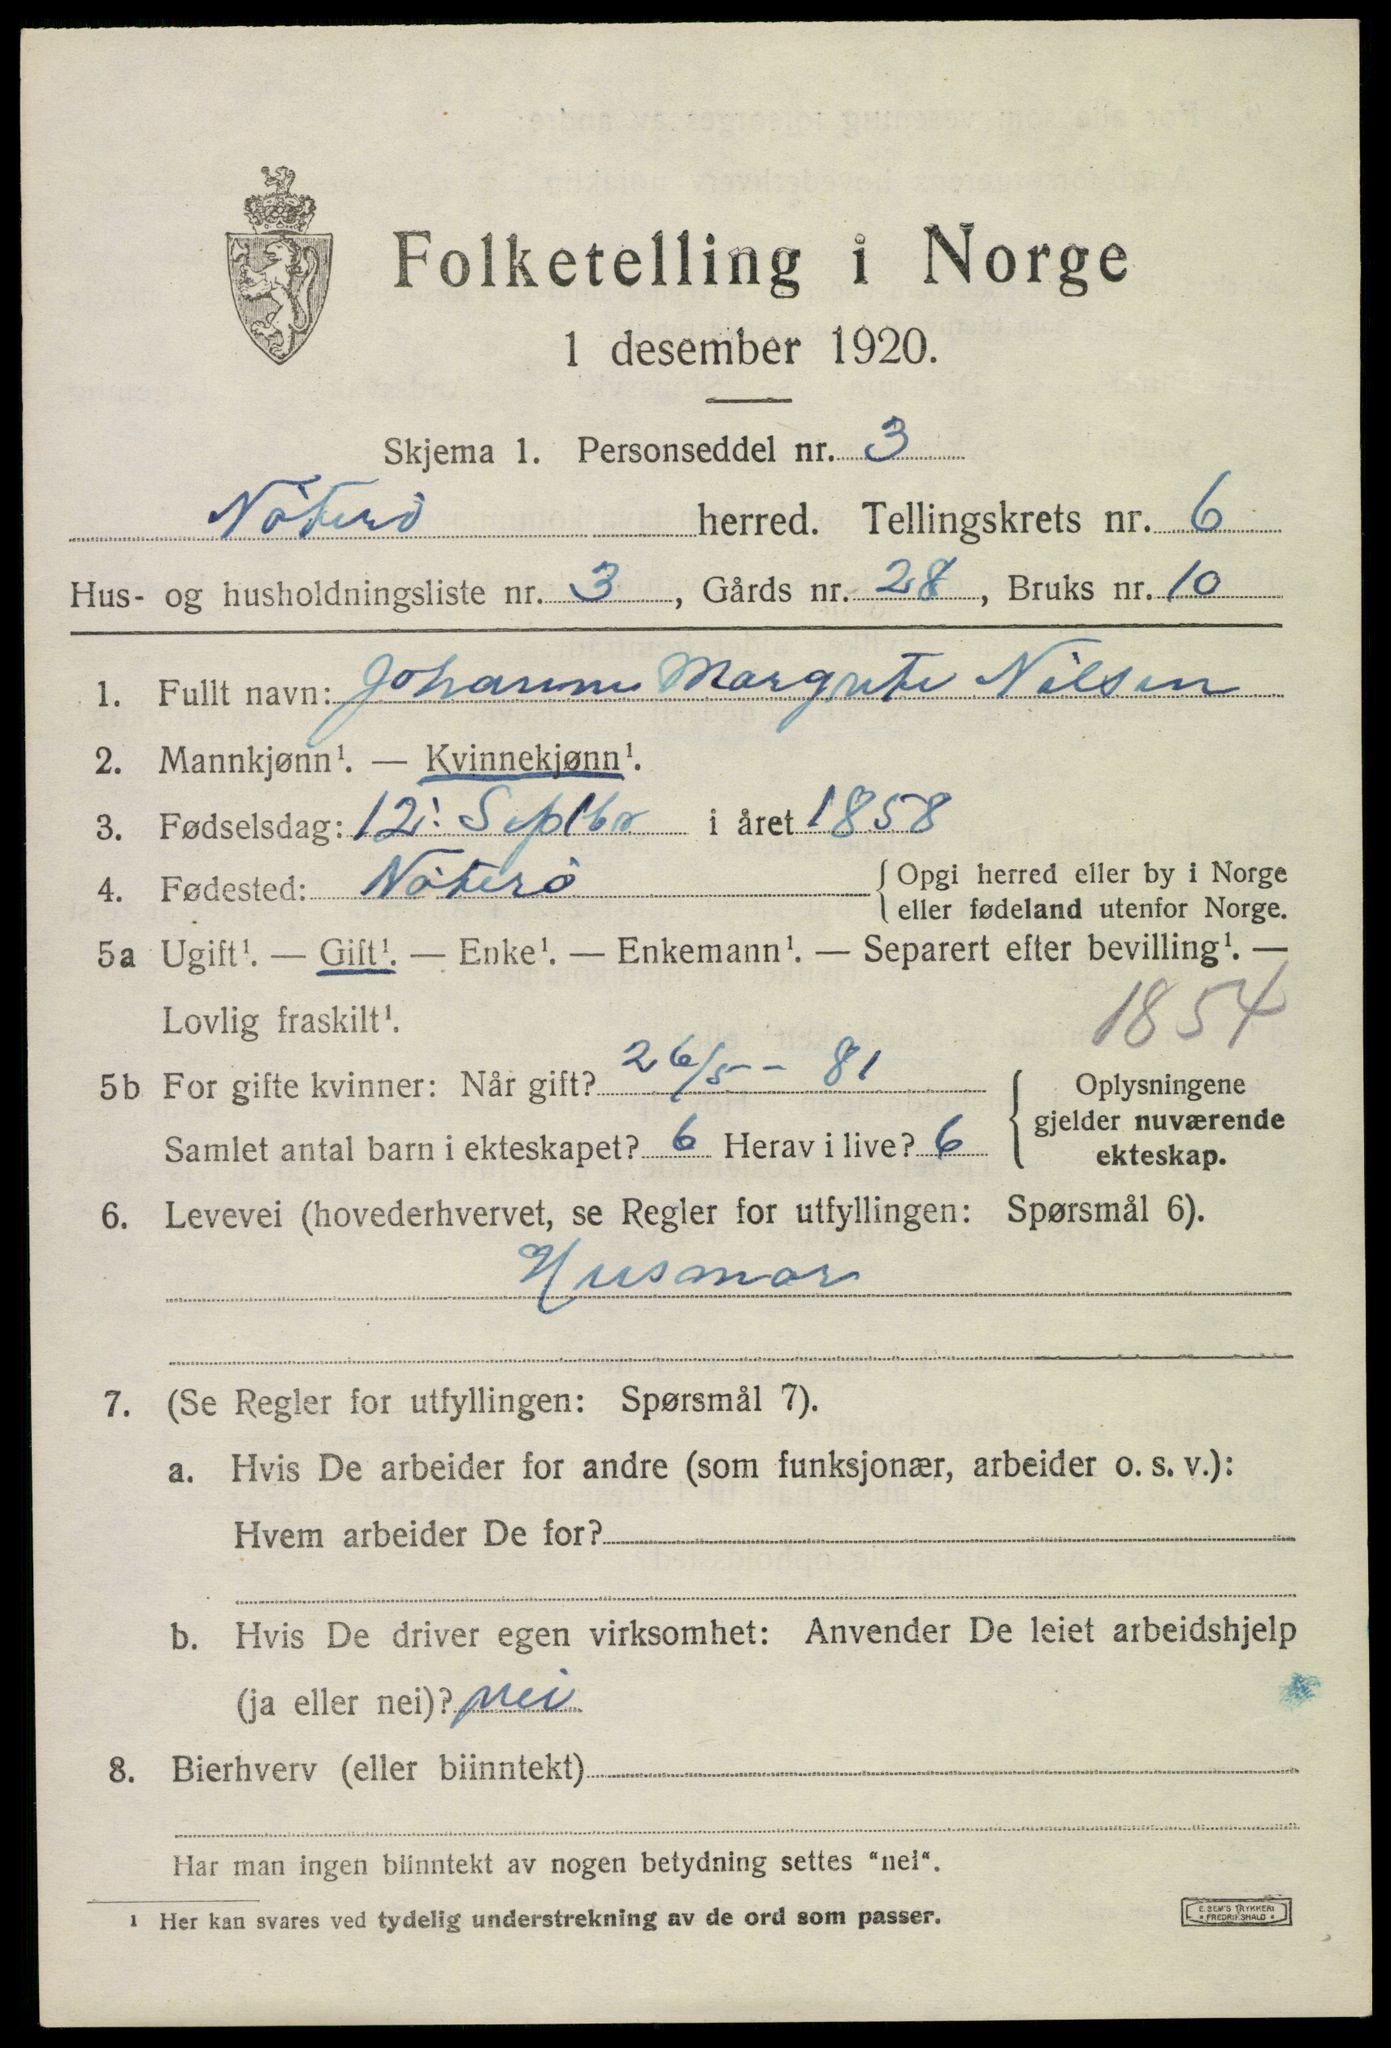 Folketelling i Norge
1 desember 1920.
Skjema 1. Personseddel nr. 3
Nöterö herred. Tellingskrets nr. 6
Hus- og husholdningsliste nr. 3, Gårds nr. 28, Bruks nr. 10
1. Fullt navn: Johanne Margrete Nilsen
2. Mannkjønn¹. — Kvinnekjønn¹.
3. Fødselsdag: 12: Septbr i året 1858
4. Fødested: Nöterö { Opgi herred eller by i Norge
eller fødeland utenfor Norge.
5a Ugift¹. — Gift¹. — Enke¹. — Enkemann¹. — Separert efter bevilling¹. —
Lovlig fraskilt¹.
1854
5b For gifte kvinner: Når gift? 26/5 - 81
Samlet antal barn i ekteskapet? 6 Herav i live? 6
{ Oplysningene
gjelder nuværende
ekteskap.
6. Levevei (hovederhvervet, se Regler for utfyllingen: Spørsmål 6).
Husmor
7. (Se Regler for utfyllingen: Spørsmål 7).
a. Hvis De arbeider for andre (som funksjonær, arbeider o. s. v.):
Hvem arbeider De for?
b. Hvis De driver egen virksomhet: Anvender De leiet arbeidshjelp
(ja eller nei)? nei
8. Bierhverv (eller biinntekt)
Har man ingen biinntekt av nogen betydning settes "nei".
¹ Her kan svares ved tydelig understrekning av de ord som passer.
E. SEM'S TRYKKERI
FREDRIKSHALD